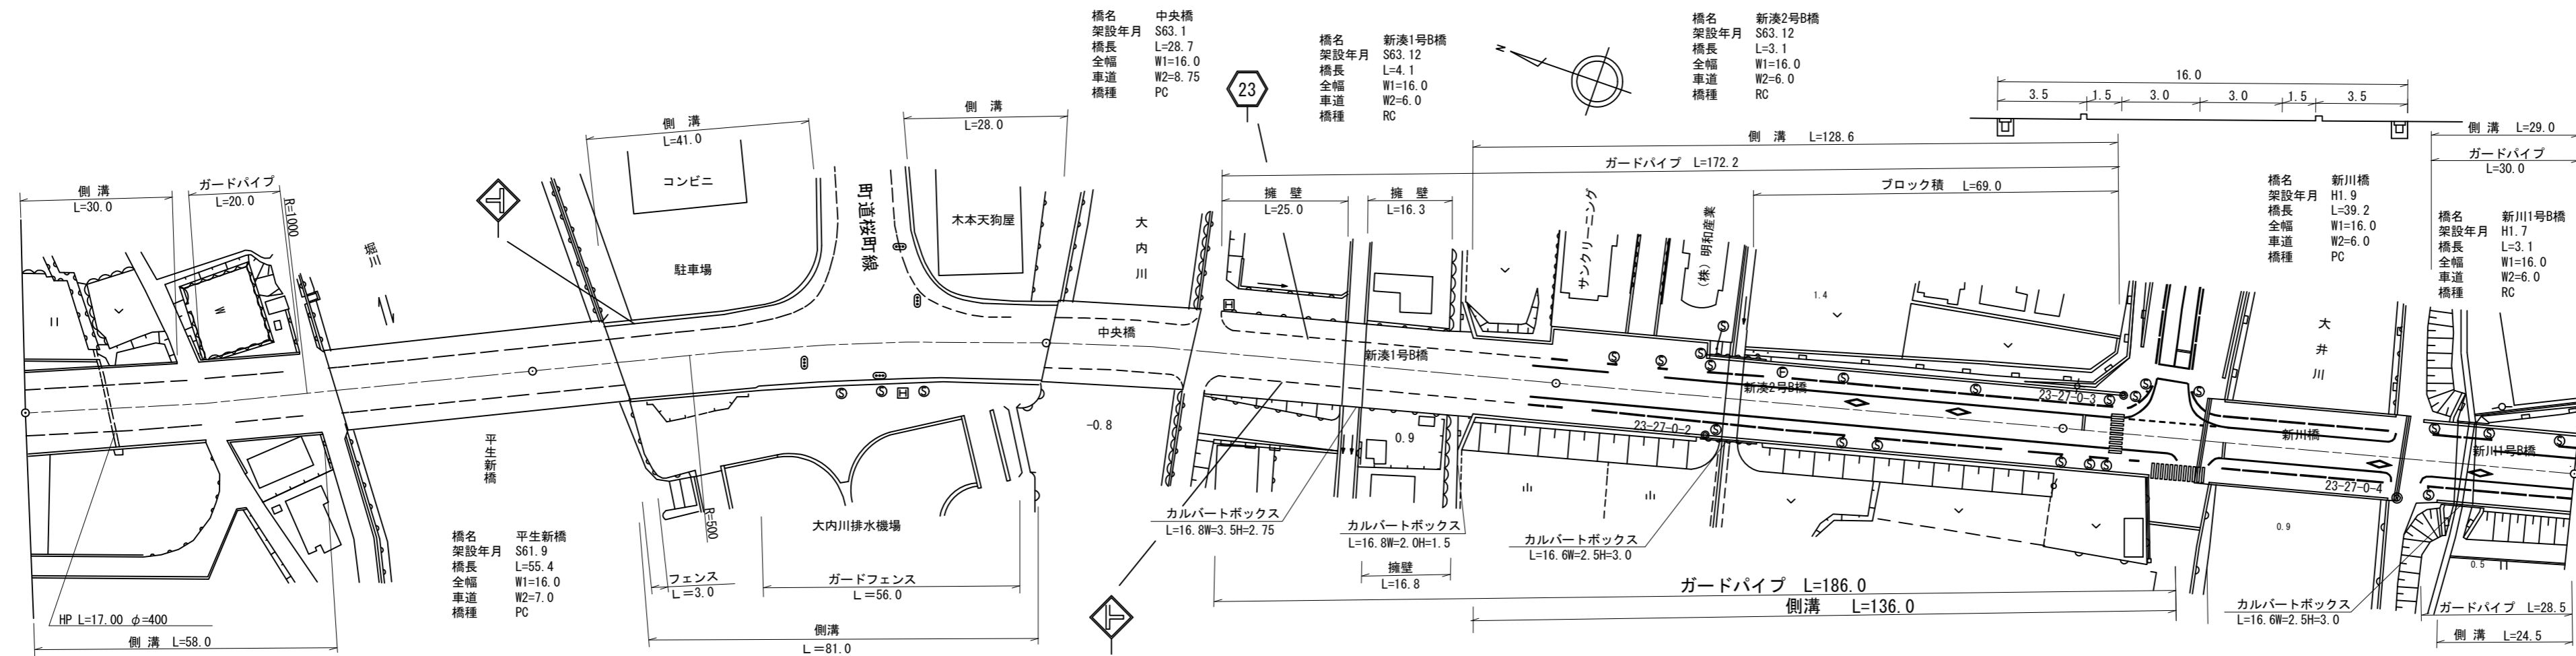 橋名 中央橋
架設年月 S63.1
橋長 L=28.7
全幅 W1=16.0
車道 W2=8.75
橋種 PC
橋名 新湊1号B橋
架設年月 S63.12
橋長 L=4.1
全幅 W1=16.0
車道 W2=6.0
橋種 RC
橋名 新湊2号B橋
架設年月 S63.12
橋長 L=3.1
全幅 W1=16.0
車道 W2=6.0
橋種 RC
23
N
16.0
3.5 1.5 3.0 3.0 1.5 3.5
側溝 L=29.0
ガードパイプ
L=30.0
橋名 新川橋
架設年月 H1.9
橋長 L=39.2
全幅 W1=16.0
車道 W2=6.0
橋種 PC
橋名 新川1号B橋
架設年月 H1.7
橋長 L=3.1
全幅 W1=16.0
車道 W2=6.0
橋種 RC
側溝
L=30.0
ガードパイプ
L=20.0
R=1000
堀川
側溝
L=41.0
コンビニ
駐車場
町道桜町線
側溝
L=28.0
木本天狗屋
大内川
中央橋
側溝 L=128.6
ガードパイプ L=172.2
ブロック積 L=69.0
擁壁
L=25.0
擁壁
L=16.3
サンクリーニング
(株)明和産業
1.4
新湊1号B橋
新湊2号B橋
23-27-0-3
23-27-0-2
大井川
新川橋
新川1号B橋
23-27-0-4
H
H
平生新橋
橋名 平生新橋
架設年月 S61.9
橋長 L=55.4
全幅 W1=16.0
車道 W2=7.0
橋種 PC
HP L=17.00 φ=400
側溝 L=58.0
R=500
大内川排水機場
フェンス
L=3.0
ガードフェンス
L=56.0
側溝
L=81.0
-0.8
0.9
カルバートボックス
L=16.8W=3.5H=2.75
カルバートボックス
L=16.8W=2.0H=1.5
擁壁
L=16.8
カルバートボックス
L=16.6W=2.5H=3.0
ガードパイプ L=186.0
側溝 L=136.0
0.9
0.5
カルバートボックス
L=16.6W=2.5H=3.0
ガードパイプ L=28.5
側溝 L=24.5